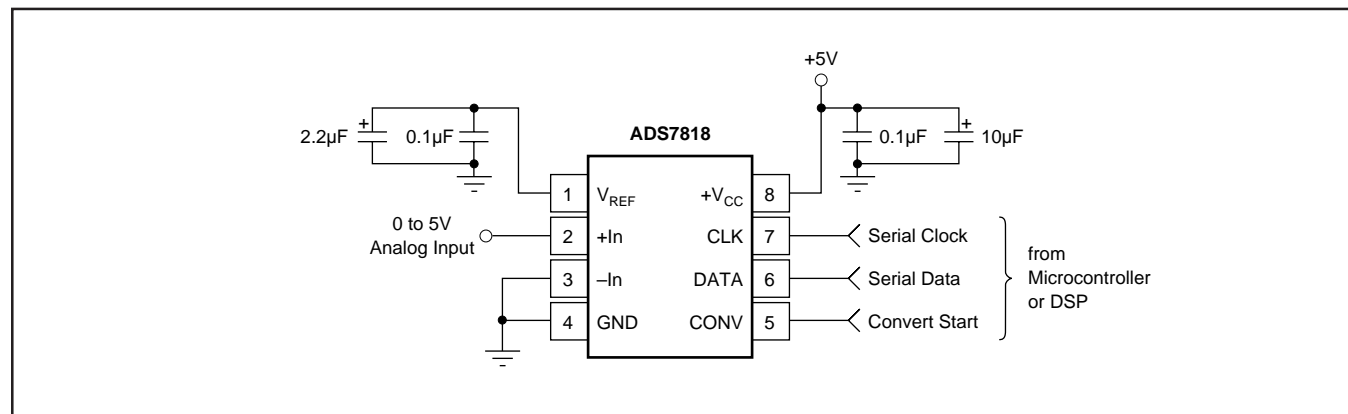 +5V
2.2µF
+
0.1µF
ADS7818
0.1µF
+
10µF
1
V_REF
+V_CC
8
0 to 5V
Analog Input
2
+In
CLK
7
Serial Clock
3
–In
DATA
6
Serial Data
4
GND
CONV
5
Convert Start
from
Microcontroller
or DSP